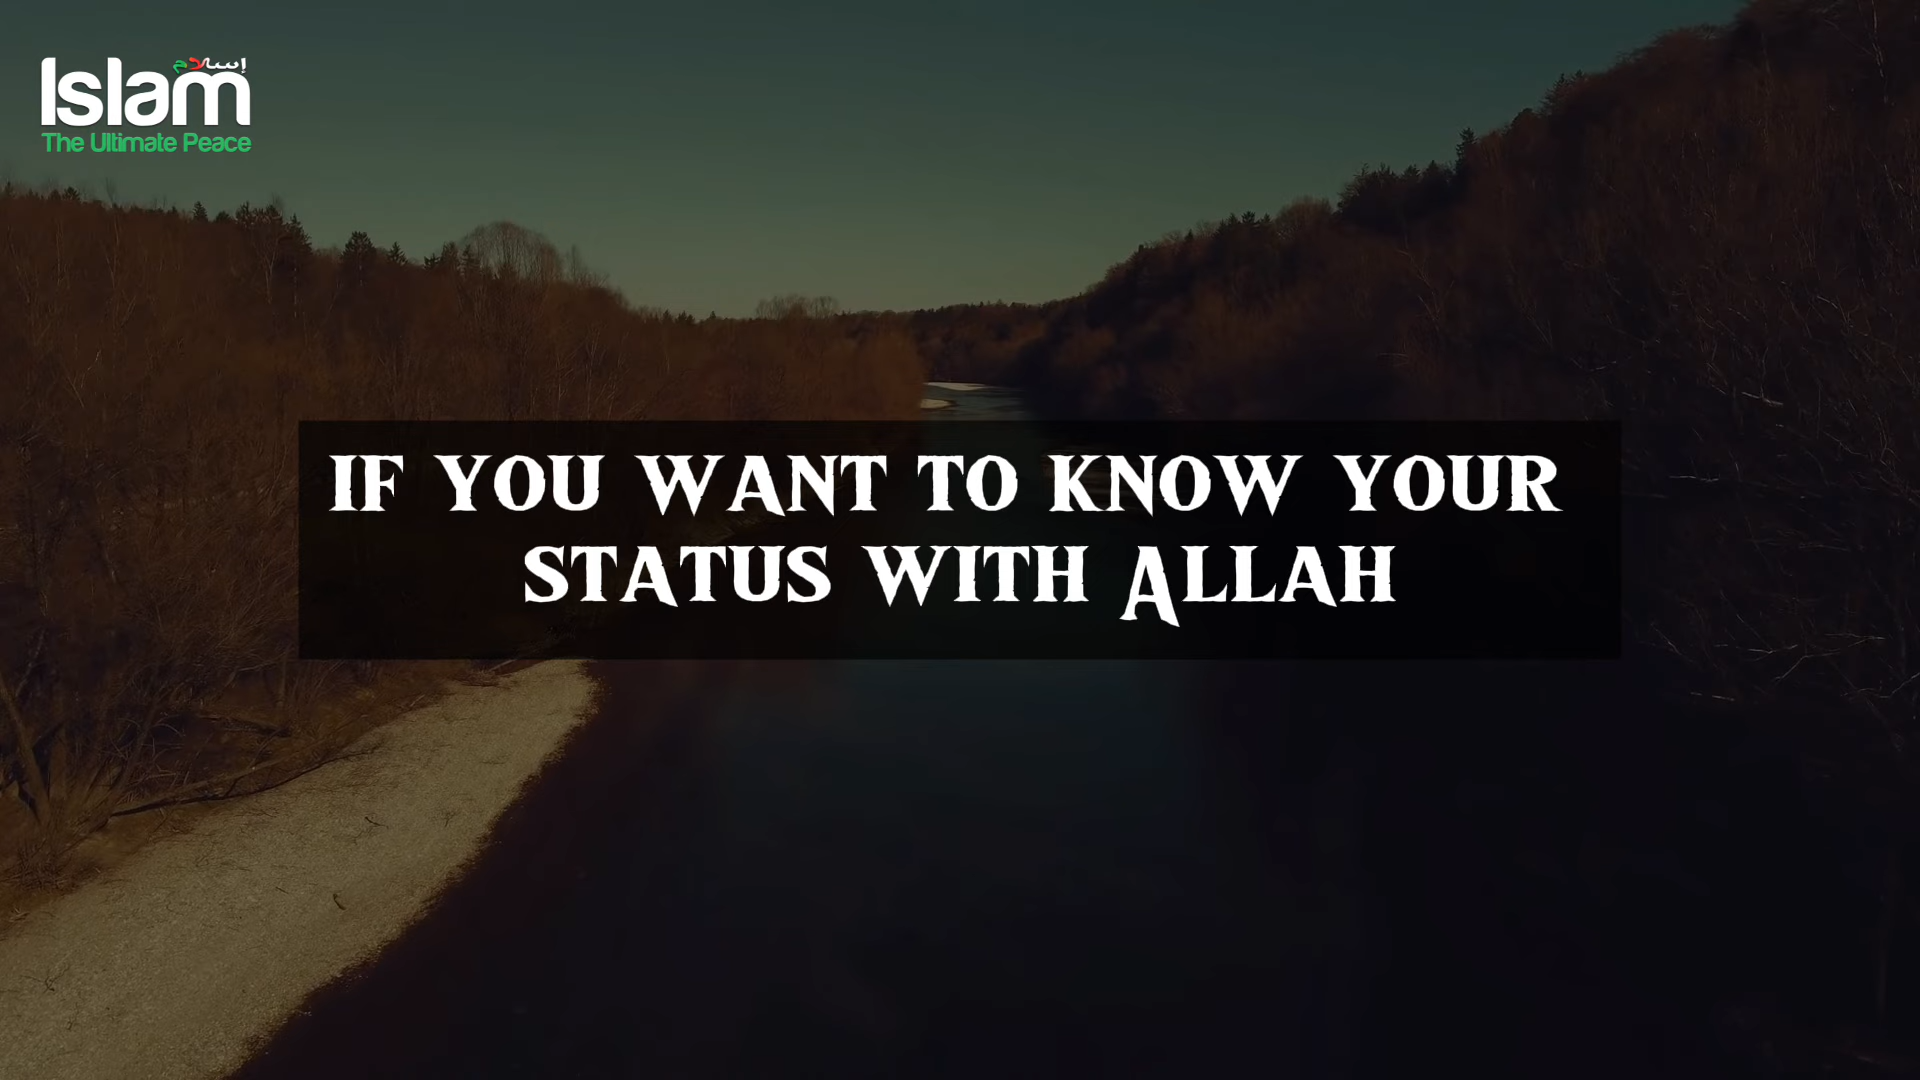 إسلام
Islam
The Ultimate Peace
IF YOU WANT TO KNOW YOUR
STATUS WITH ALLAH